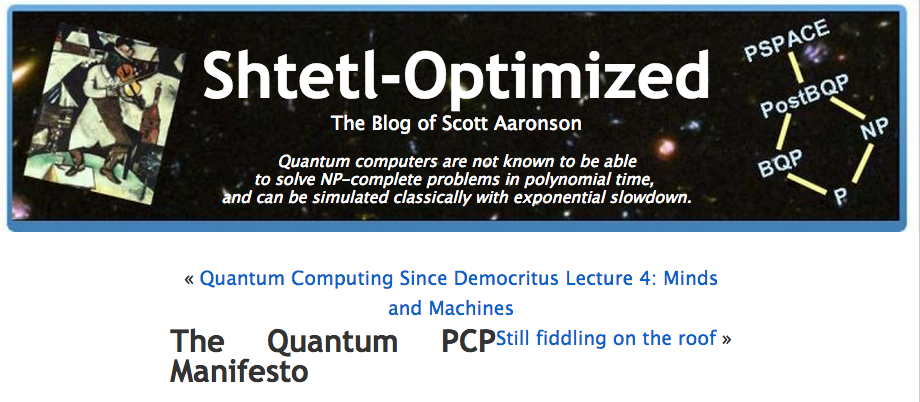 Shtetl-Optimized
The Blog of Scott Aaronson
Quantum computers are not known to be able
to solve NP-complete problems in polynomial time,
and can be simulated classically with exponential slowdown.
PSPACE
PostBQP
NP
BQP
P
« Quantum Computing Since Democritus Lecture 4: Minds
and Machines
The Quantum PCP
Manifesto
Still fiddling on the roof »